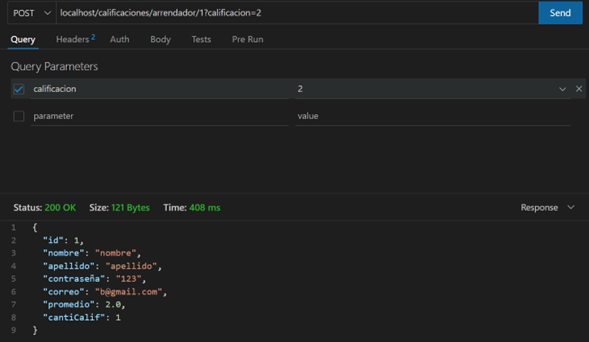 POST localhost/calificaciones/arrendador/1?calificacion=2 Send
Query Headers 2 Auth Body Tests Pre Run
Query Parameters
calificacion 2
parameter value
Status: 200 OK Size: 121 Bytes Time: 408 ms Response
1 {
2 "id": 1,
3 "nombre": "nombre",
4 "apellido": "apellido",
5 "contraseña": "123",
6 "correo": "b@gmail.com",
7 "promedio": 2.0,
8 "cantiCalif": 1
9 }